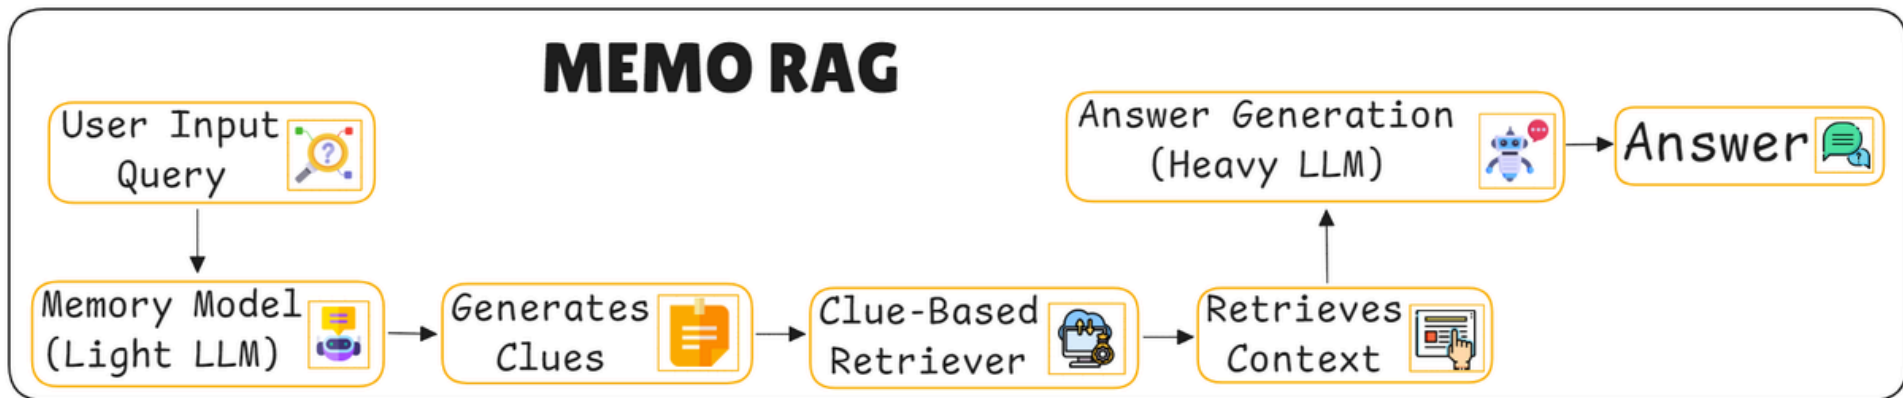 MEMO RAG
User Input
Query
Memory Model
(Light LLM)
Generates
Clues
Clue-Based
Retriever
Retrieves
Context
Answer Generation
(Heavy LLM)
Answer